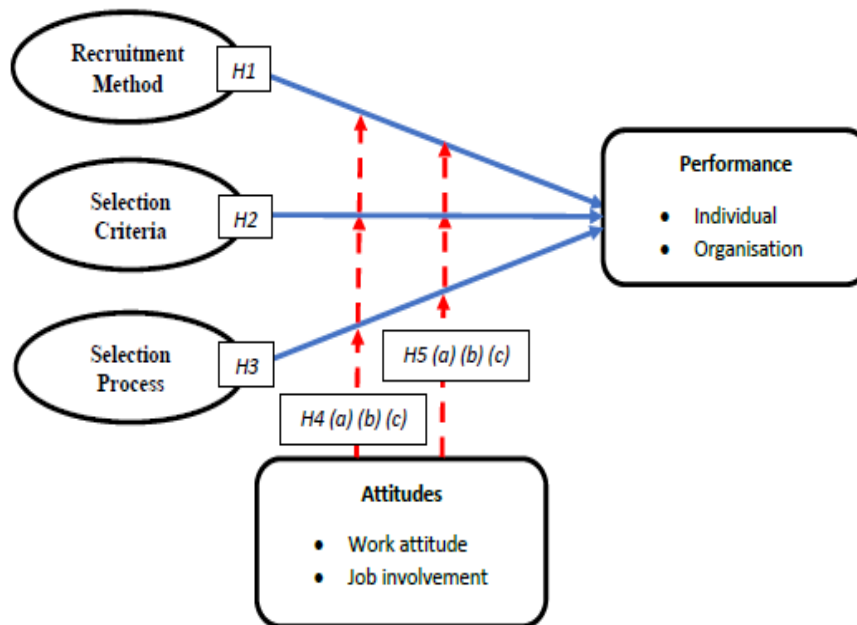 Recruitment
Method
H1
Selection
Criteria
H2
Selection
Process
H3
Performance
• Individual
• Organisation
H5 (a) (b) (c)
H4 (a) (b) (c)
Attitudes
• Work attitude
• Job involvement